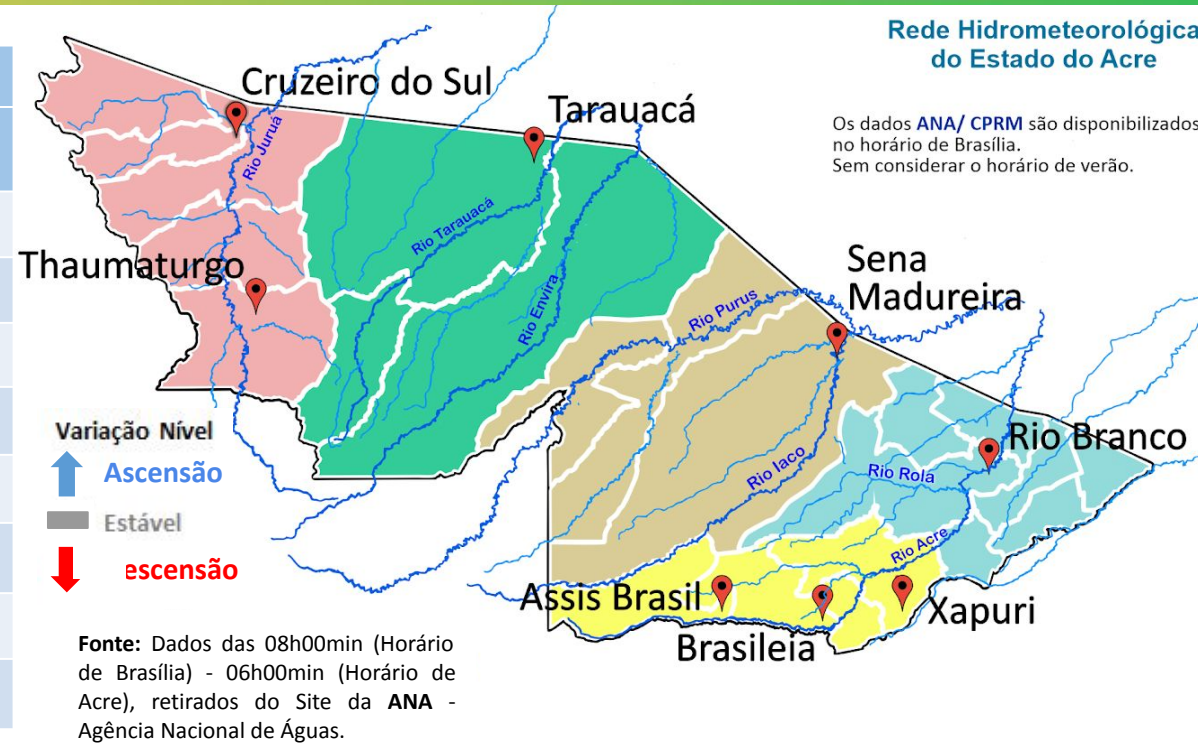 Rede Hidrometeorológica
do Estado do Acre
Os dados ANA/ CPRM são disponibilizados
no horário de Brasília.
Sem considerar o horário de verão.
Cruzeiro do Sul
Tarauacá
Rio Juruá
Rio Tarauacá
Thaumaturgo
Rio Envira
Sena
Madureira
Rio Purus
Rio Branco
Rio Iaco
Rio Rola
Rio Acre
Assis Brasil
Brasileia
Xapuri
Variação Nível
Ascensão
Estável
escensão
Fonte: Dados das 08h00min (Horário
de Brasília) - 06h00min (Horário de
Acre), retirados do Site da ANA -
Agência Nacional de Águas.